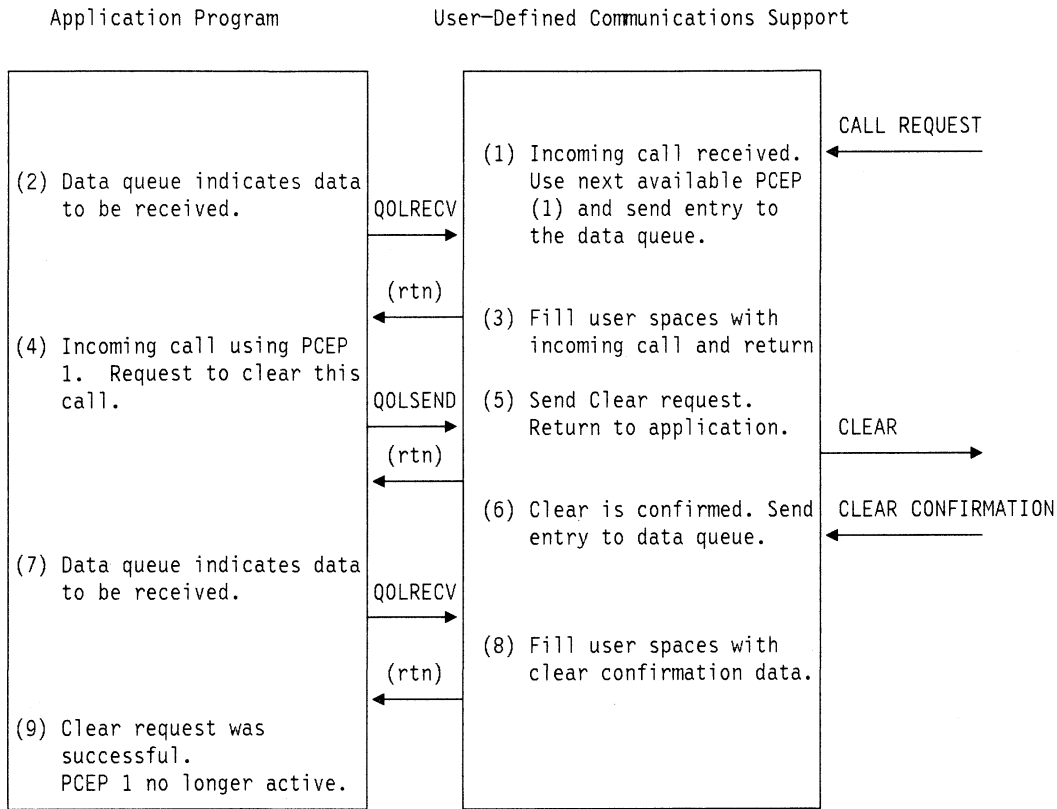 Application Program
User-Defined Communications Support
CALL REQUEST
(1) Incoming call received.
Use next available PCEP
(1) and send entry to
the data queue.
(2) Data queue indicates data
to be received.
QOLRECV
(rtn)
(3) Fill user spaces with
incoming call and return
(4) Incoming call using PCEP
1. Request to clear this
call.
QOLSEND
(5) Send Clear request.
Return to application.
CLEAR
(rtn)
(6) Clear is confirmed. Send
entry to data queue.
CLEAR CONFIRMATION
(7) Data queue indicates data
to be received.
QOLRECV
(8) Fill user spaces with
clear confirmation data.
(rtn)
(9) Clear request was
successful.
PCEP 1 no longer active.